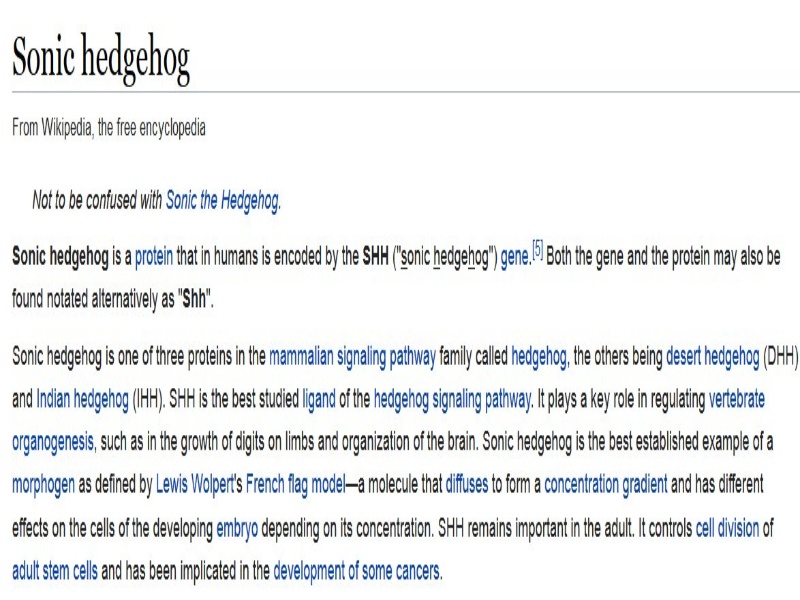 Sonic hedgehog
From Wikipedia, the free encyclopedia
Not to be confused with Sonic the Hedgehog.
Sonic hedgehog is a protein that in humans is encoded by the SHH ("sonic hedgehog") gene.[5] Both the gene and the protein may also be
found notated alternatively as "Shh".
Sonic hedgehog is one of three proteins in the mammalian signaling pathway family called hedgehog, the others being desert hedgehog (DHH)
and Indian hedgehog (IHH). SHH is the best studied ligand of the hedgehog signaling pathway. It plays a key role in regulating vertebrate
organogenesis, such as in the growth of digits on limbs and organization of the brain. Sonic hedgehog is the best established example of a
morphogen as defined by Lewis Wolpert's French flag model—a molecule that diffuses to form a concentration gradient and has different
effects on the cells of the developing embryo depending on its concentration. SHH remains important in the adult. It controls cell division of
adult stem cells and has been implicated in the development of some cancers.